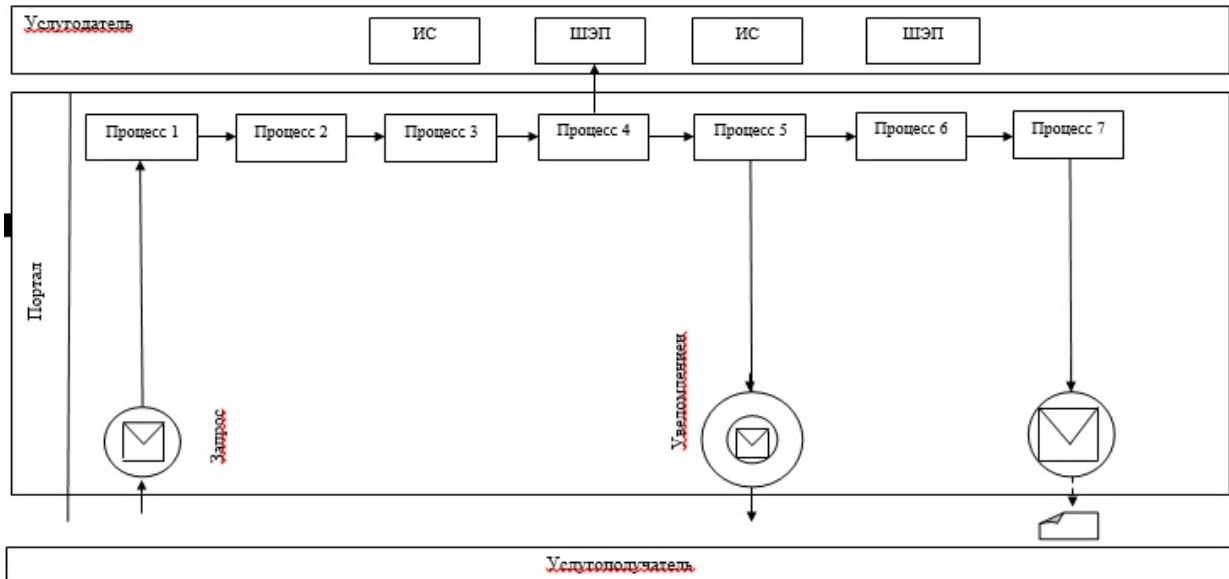 Услугодатель
ИС
ШЭП
ИС
ШЭП
Процесс 1
Процесс 2
Процесс 3
Процесс 4
Процесс 5
Процесс 6
Процесс 7
Портал
Запрос
Увеломлениен
Услугополучатель